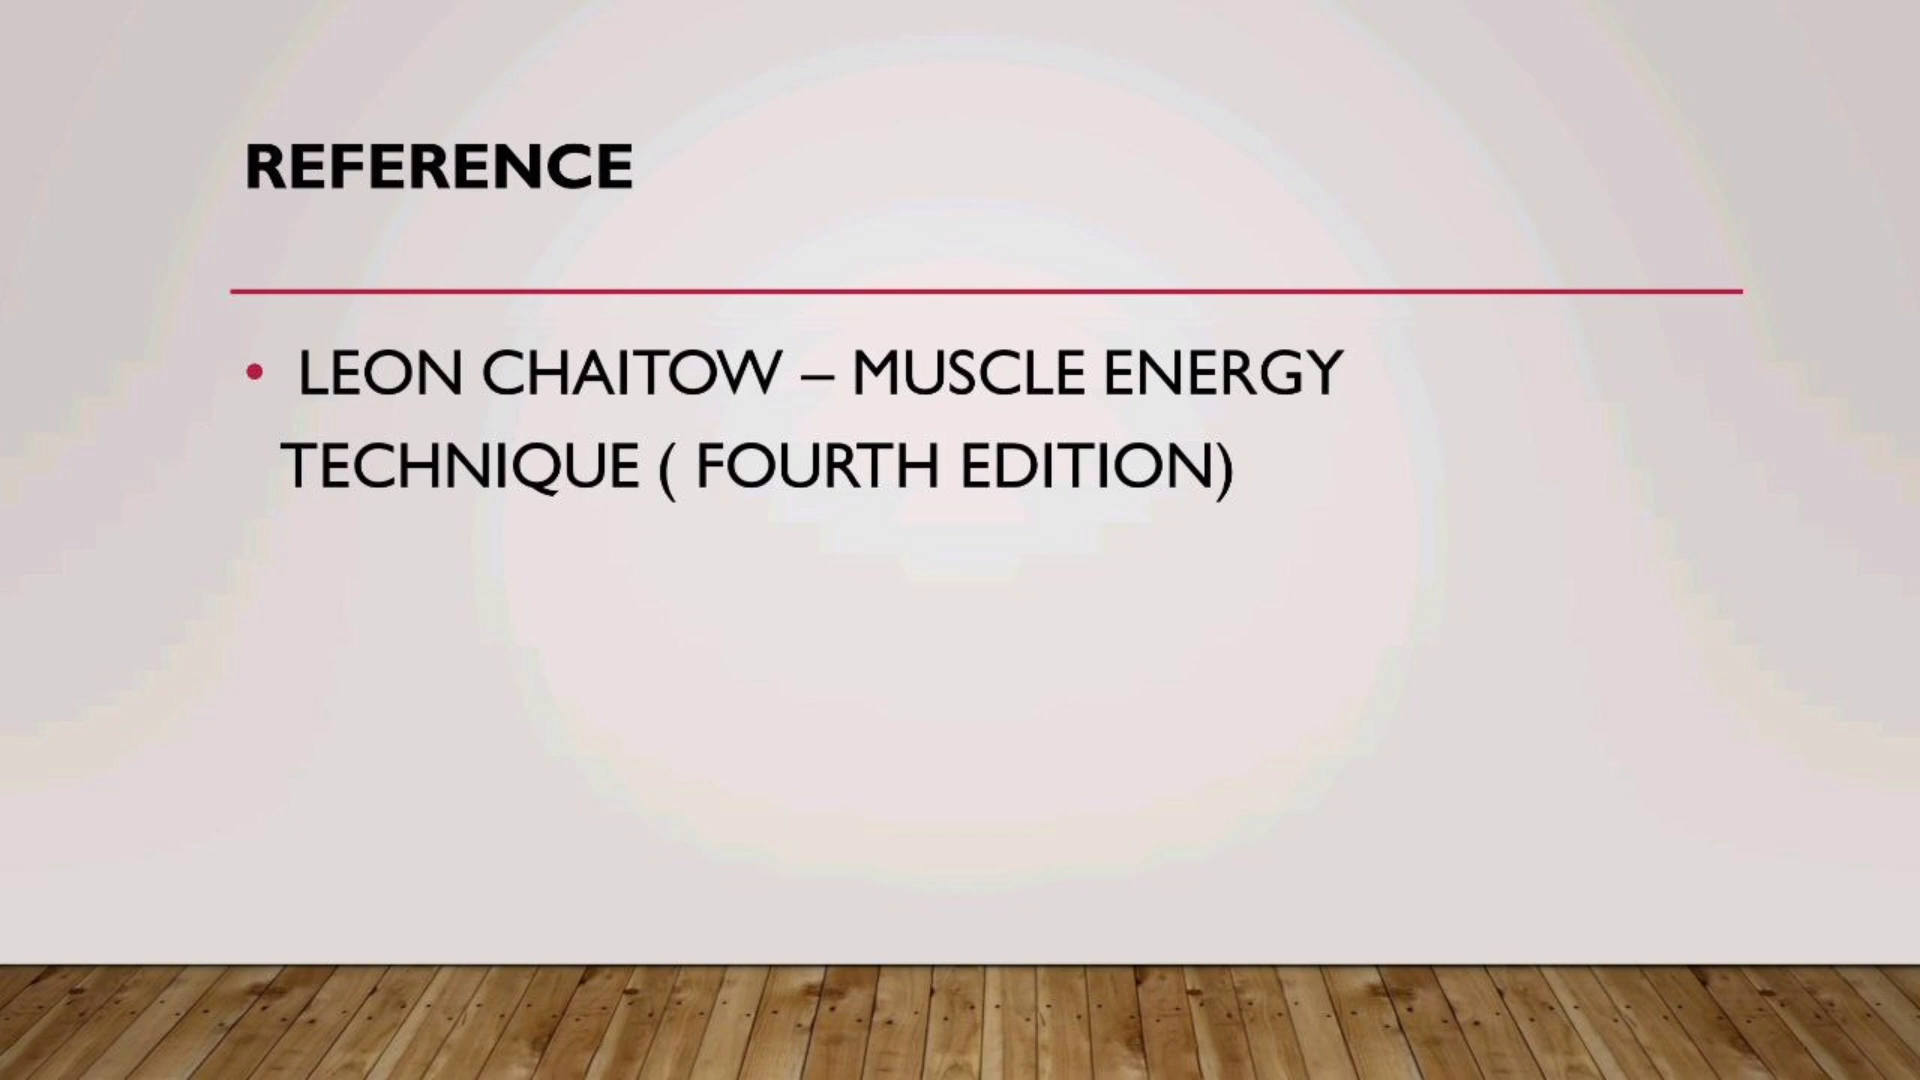 REFERENCE
• LEON CHAITOW – MUSCLE ENERGY
TECHNIQUE ( FOURTH EDITION)